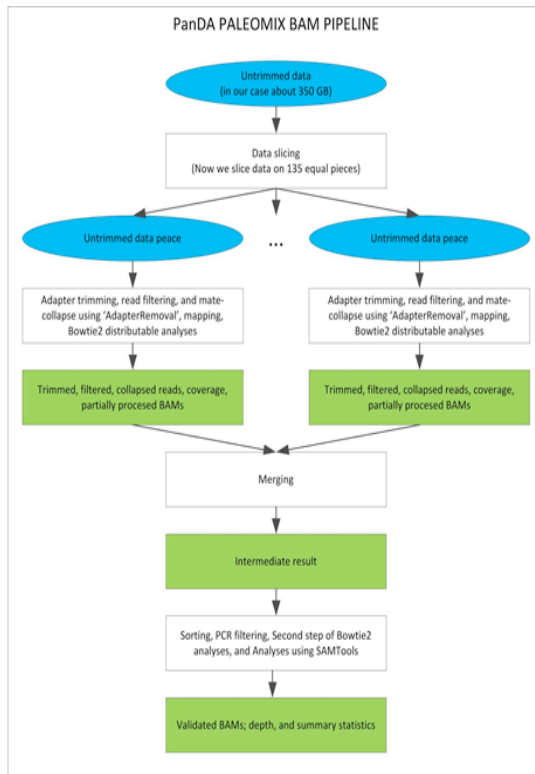 PanDA PALEOMIX BAM PIPELINE
Untrimmed data
(in our case about 350 GB)
Data slicing
(Now we slice data on 135 equal pieces)
Untrimmed data peace
...
Untrimmed data peace
Adapter trimming, read filtering, and mate-
collapse using 'AdapterRemoval', mapping,
Bowtie2 distributable analyses
Adapter trimming, read filtering, and mate-
collapse using 'AdapterRemoval', mapping,
Bowtie2 distributable analyses
Trimmed, filtered, collapsed reads, coverage,
partially procesed BAMs
Trimmed, filtered, collapsed reads, coverage,
partially procesed BAMs
Merging
Intermediate result
Sorting, PCR filtering, Second step of Bowtie2
analyses, and Analyses using SAMTools
Validated BAMs; depth, and summary statistics